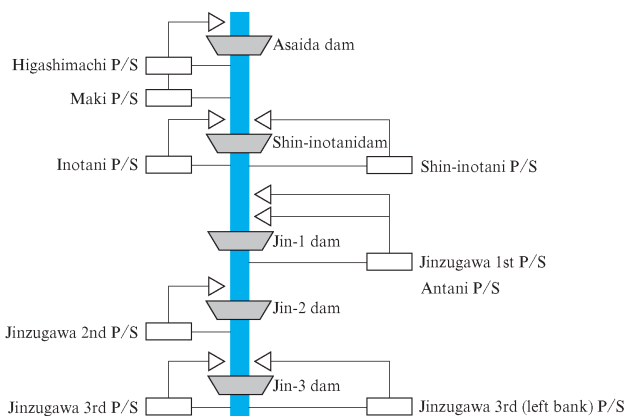 Asaida dam
Higashimachi P/S
Maki P/S
Shin-inotanidam
Inotani P/S
Shin-inotani P/S
Jin-1 dam
Jinzugawa 1st P/S
Antani P/S
Jin-2 dam
Jinzugawa 2nd P/S
Jin-3 dam
Jinzugawa 3rd P/S
Jinzugawa 3rd (left bank) P/S